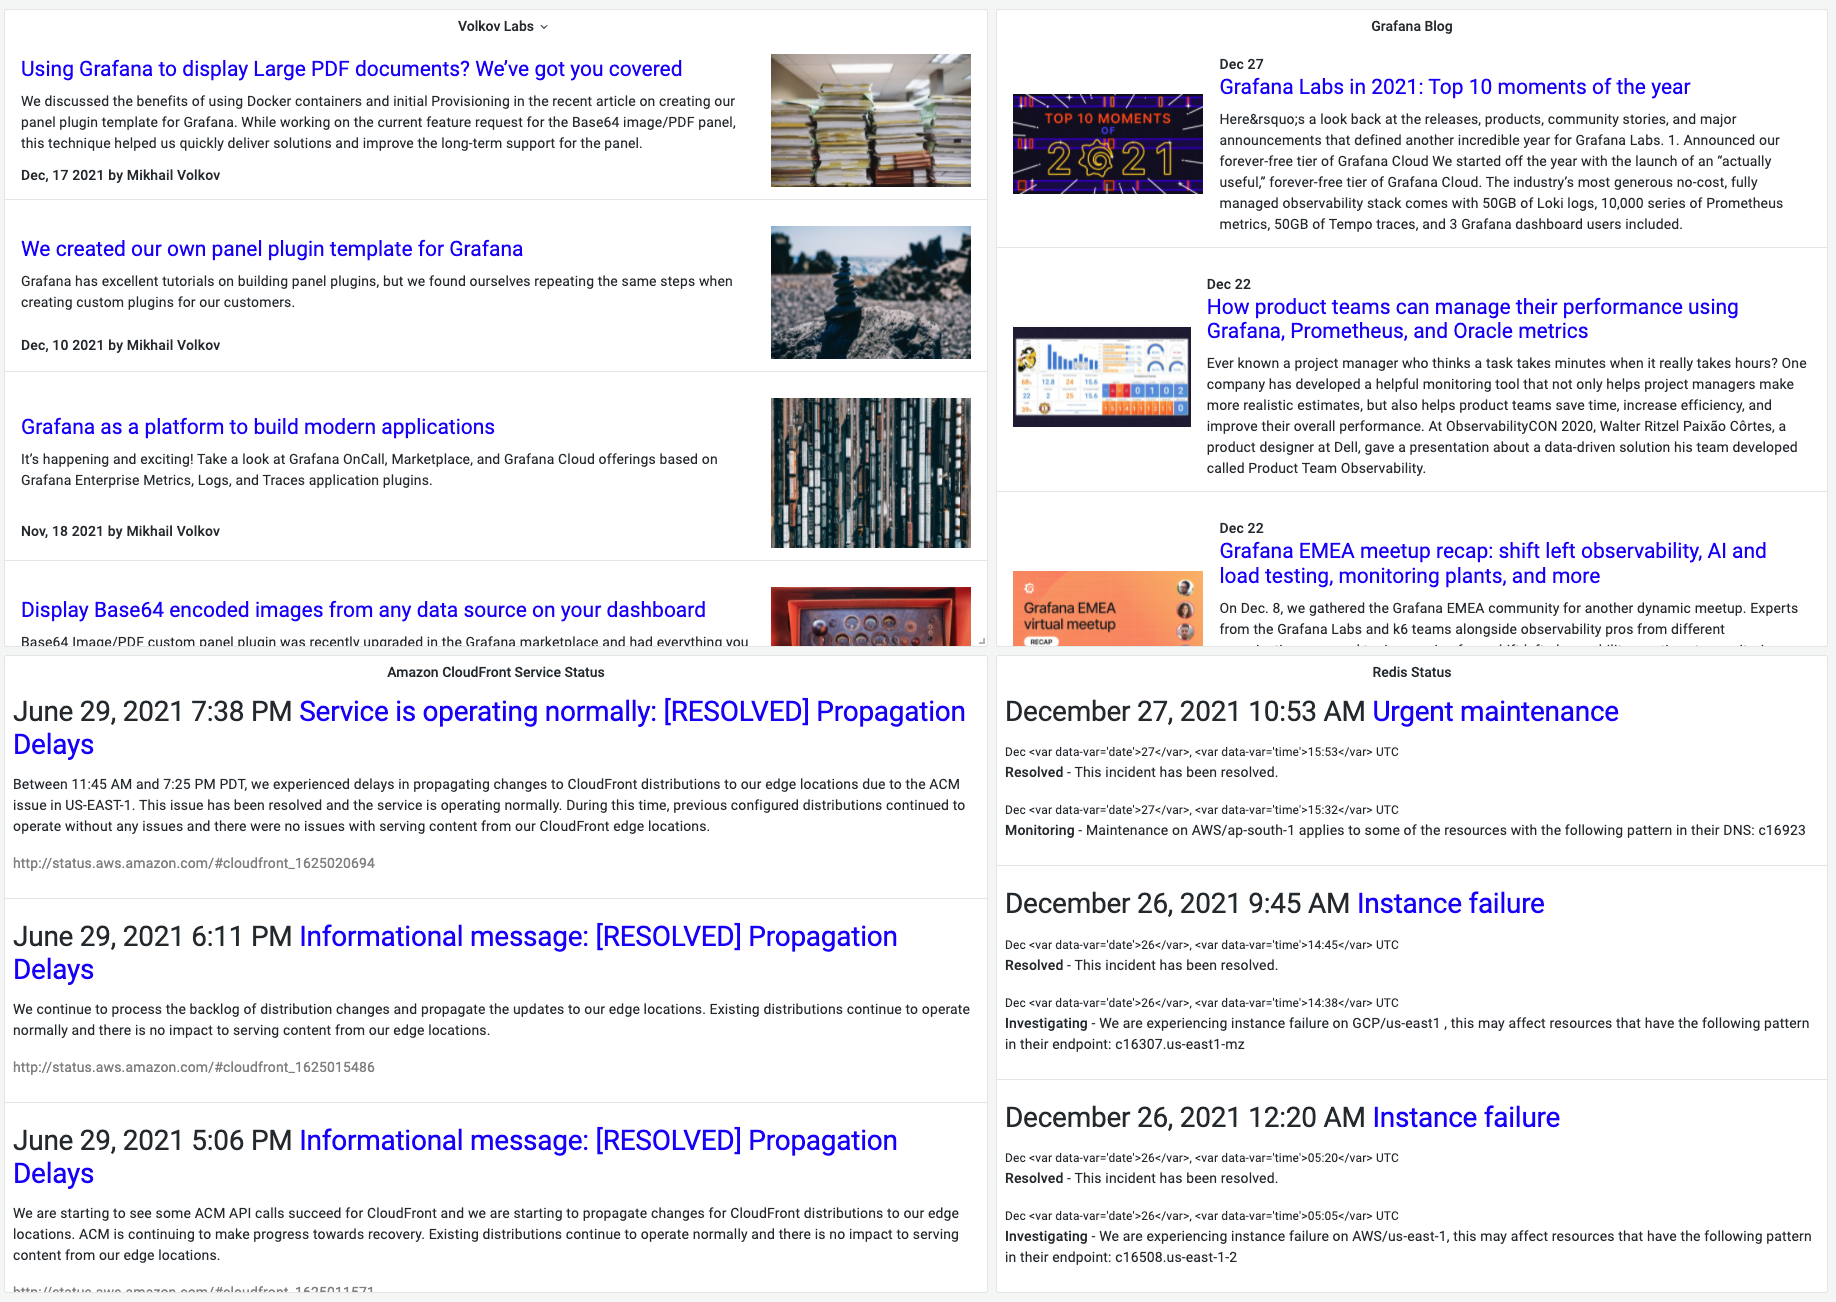 Volkov Labs
Using Grafana to display Large PDF documents? We’ve got you covered
We discussed the benefits of using Docker containers and initial Provisioning in the recent article on creating our
panel plugin template for Grafana. While working on the current feature request for the Base64 image/PDF panel,
this technique helped us quickly deliver solutions and improve the long-term support for the panel.
Dec, 17 2021 by Mikhail Volkov
We created our own panel plugin template for Grafana
Grafana has excellent tutorials on building panel plugins, but we found ourselves repeating the same steps when
creating custom plugins for our customers.
Dec, 10 2021 by Mikhail Volkov
Grafana as a platform to build modern applications
It’s happening and exciting! Take a look at Grafana OnCall, Marketplace, and Grafana Cloud offerings based on
Grafana Enterprise Metrics, Logs, and Traces application plugins.
Nov, 18 2021 by Mikhail Volkov
Display Base64 encoded images from any data source on your dashboard
Base64 Image/PDF custom panel plugin was recently upgraded in the Grafana marketplace and had everything you
Grafana Blog
TOP 10 MOMENTS
OF
2021
Dec 27
Grafana Labs in 2021: Top 10 moments of the year
Here&rsquo;s a look back at the releases, products, community stories, and major
announcements that defined another incredible year for Grafana Labs. 1. Announced our
forever-free tier of Grafana Cloud We started off the year with the launch of an “actually
useful,” forever-free tier of Grafana Cloud. The industry’s most generous no-cost, fully
managed observability stack comes with 50GB of Loki logs, 10,000 series of Prometheus
metrics, 50GB of Tempo traces, and 3 Grafana dashboard users included.
Dec 22
How product teams can manage their performance using
Grafana, Prometheus, and Oracle metrics
Ever known a project manager who thinks a task takes minutes when it really takes hours? One
company has developed a helpful monitoring tool that not only helps project managers make
more realistic estimates, but also helps product teams save time, increase efficiency, and
improve their overall performance. At ObservabilityCON 2020, Walter Ritzel Paixão Côrtes, a
product designer at Dell, gave a presentation about a data-driven solution his team developed
called Product Team Observability.
12.8 24 15.6
22 2 25 15.6
Dec 22
Grafana EMEA meetup recap: shift left observability, AI and
load testing, monitoring plants, and more
On Dec. 8, we gathered the Grafana EMEA community for another dynamic meetup. Experts
from the Grafana Labs and k6 teams alongside observability pros from different
Grafana EMEA
virtual meetup
RECAP
Amazon CloudFront Service Status
June 29, 2021 7:38 PM Service is operating normally: [RESOLVED] Propagation
Delays
Between 11:45 AM and 7:25 PM PDT, we experienced delays in propagating changes to CloudFront distributions to our edge locations due to the ACM
issue in US-EAST-1. This issue has been resolved and the service is operating normally. During this time, previous configured distributions continued to
operate without any issues and there were no issues with serving content from our CloudFront edge locations.
http://status.aws.amazon.com/#cloudfront_1625020694
June 29, 2021 6:11 PM Informational message: [RESOLVED] Propagation
Delays
We continue to process the backlog of distribution changes and propagate the updates to our edge locations. Existing distributions continue to operate
normally and there is no impact to serving content from our edge locations.
http://status.aws.amazon.com/#cloudfront_1625015486
June 29, 2021 5:06 PM Informational message: [RESOLVED] Propagation
Delays
We are starting to see some ACM API calls succeed for CloudFront and we are starting to propagate changes for CloudFront distributions to our edge
locations. ACM is continuing to make progress towards recovery. Existing distributions continue to operate normally and there is no impact to serving
content from our edge locations.
http://status.aws.amazon.com/#cloudfront_1625011571
Redis Status
December 27, 2021 10:53 AM Urgent maintenance
Dec <var data-var='date'>27</var>, <var data-var='time'>15:53</var> UTC
Resolved - This incident has been resolved.
Dec <var data-var='date'>27</var>, <var data-var='time'>15:32</var> UTC
Monitoring - Maintenance on AWS/ap-south-1 applies to some of the resources with the following pattern in their DNS: c16923
December 26, 2021 9:45 AM Instance failure
Dec <var data-var='date'>26</var>, <var data-var='time'>14:45</var> UTC
Resolved - This incident has been resolved.
Dec <var data-var='date'>26</var>, <var data-var='time'>14:38</var> UTC
Investigating - We are experiencing instance failure on GCP/us-east1 , this may affect resources that have the following pattern
in their endpoint: c16307.us-east1-mz
December 26, 2021 12:20 AM Instance failure
Dec <var data-var='date'>26</var>, <var data-var='time'>05:20</var> UTC
Resolved - This incident has been resolved.
Dec <var data-var='date'>26</var>, <var data-var='time'>05:05</var> UTC
Investigating - We are experiencing instance failure on AWS/us-east-1, this may affect resources that have the following pattern
in their endpoint: c16508.us-east-1-2